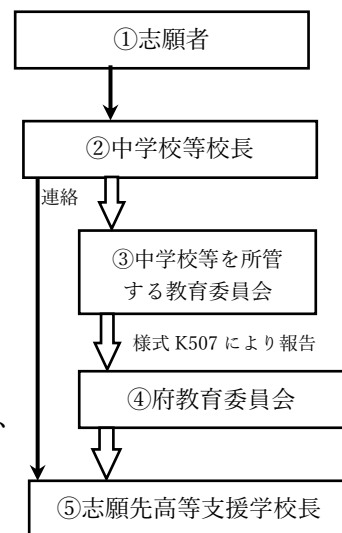 ①志願者
②中学校等校長
連絡
③中学校等を所管
する教育委員会
様式 K507 により報告
④府教育委員会
、
⑤志願先高等支援学校長